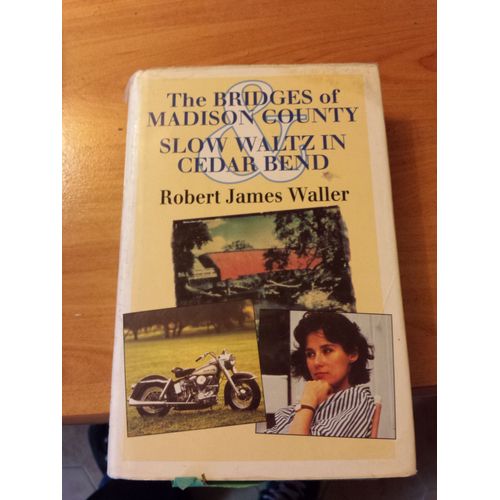 The BRIDGES of
MADISON COUNTY
&
SLOW WALTZ IN
CEDAR BEND
Robert James Waller